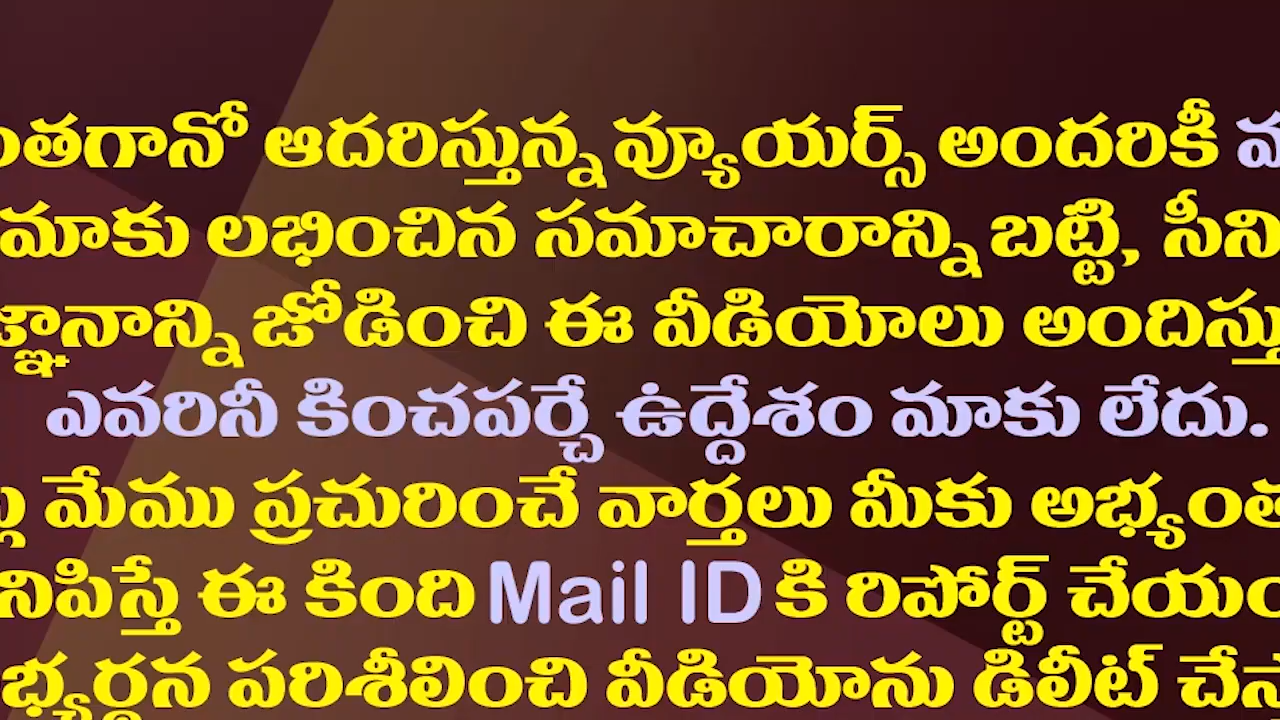 ఆదరిస్తున్న వ్యూయర్స్ అందరికీ
మాకు లభించిన సమాచారాన్ని బట్టి,
జోడించి ఈ వీడియోలు
ఎవరినీ కించపర్చే ఉద్దేశం మాకు లేదు.
మేము ప్రచురించే వార్తలు మీకు
ఈ కింది Mail ID కి రిపోర్ట్
పరిశీలించి వీడియోను డిలీట్